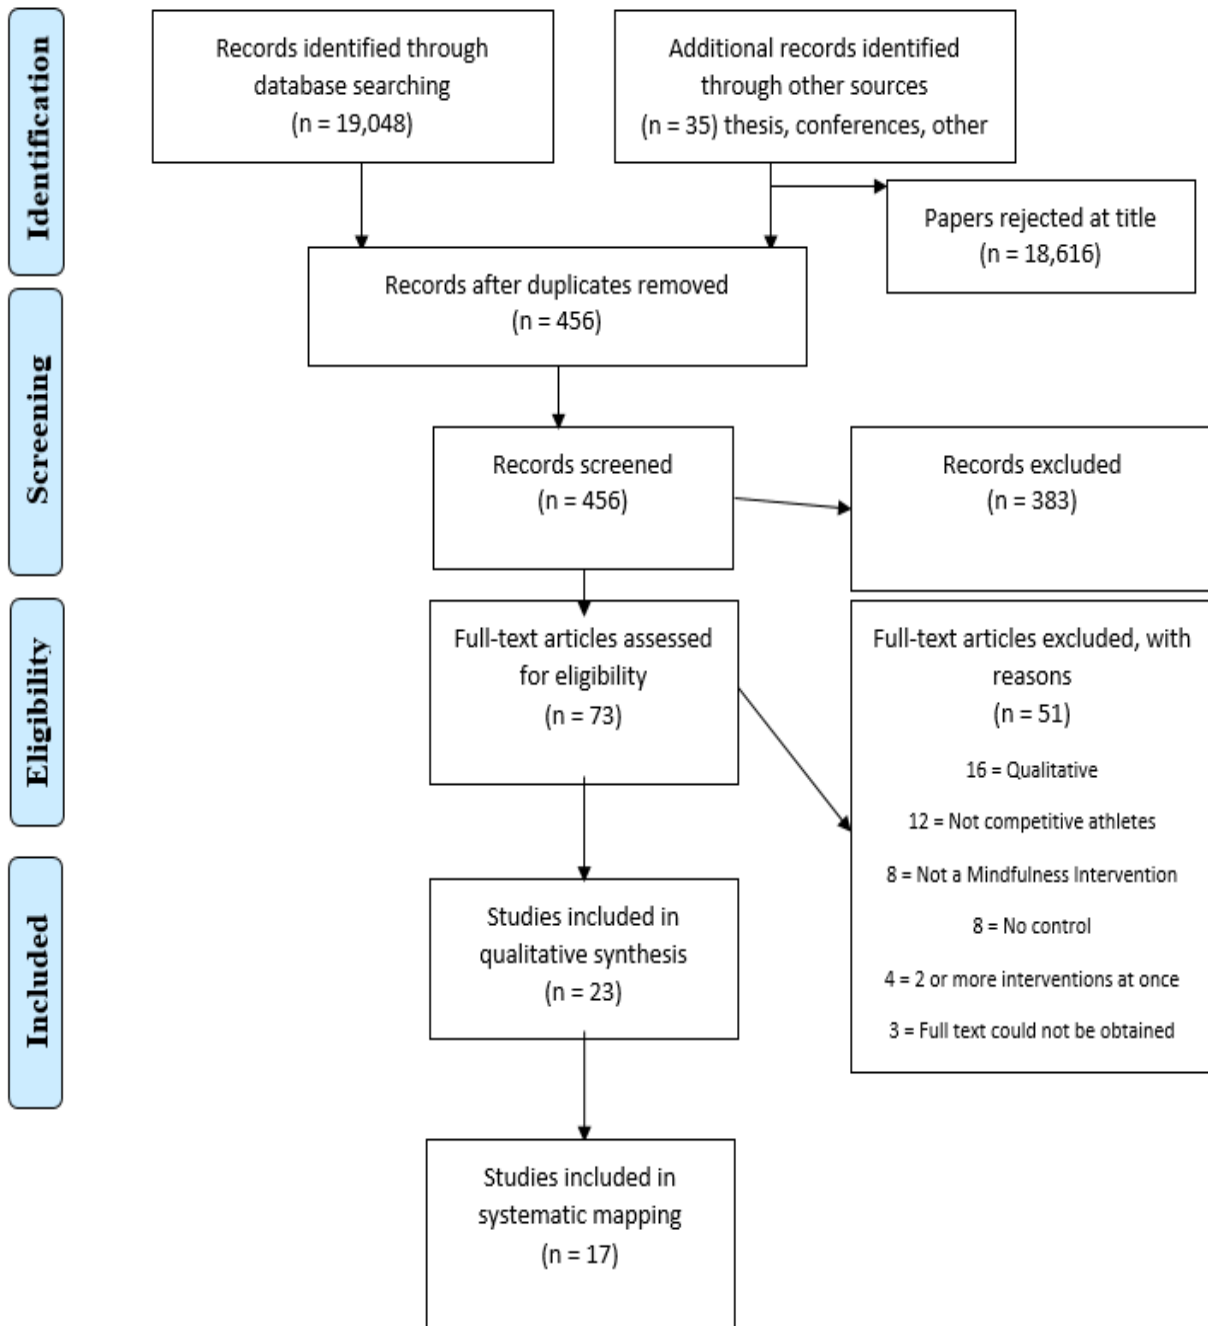 Identification
Records identified through
database searching
(n = 19,048)
Additional records identified
through other sources
(n = 35) thesis, conferences, other
Papers rejected at title
(n = 18,616)
Records after duplicates removed
(n = 456)
Screening
Records screened
(n = 456)
Records excluded
(n = 383)
Eligibility
Full-text articles assessed
for eligibility
(n = 73)
Full-text articles excluded, with
reasons
(n = 51)
16 = Qualitative
12 = Not competitive athletes
8 = Not a Mindfulness Intervention
8 = No control
4 = 2 or more interventions at once
3 = Full text could not be obtained
Included
Studies included in
qualitative synthesis
(n = 23)
Studies included in
systematic mapping
(n = 17)